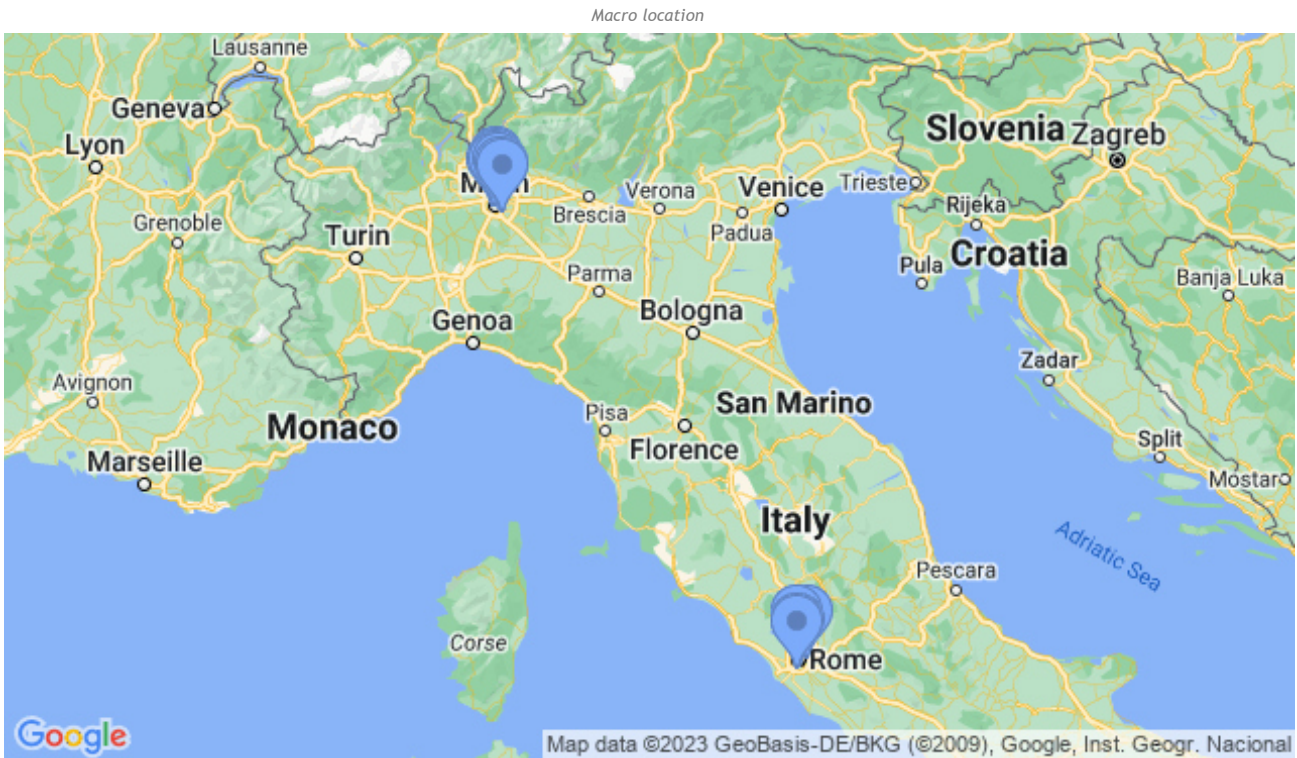 Macro location
Lausanne
Geneva
Lyon
Slovenia
Zagreb
Brescia
Verona
Venice
Trieste
Rijeka
Grenoble
Turin
Padua
Pula
Croatia
Parma
Banja Luka
Genoa
Bologna
Zadar
Avignon
Pisa
San Marino
Monaco
Florence
Split
Marseille
Mostar
Italy
Adriatic Sea
Pescara
Corse
Rome
Google
Map data ©2023 GeoBasis-DE/BKG (©2009), Google, Inst. Geogr. Nacional